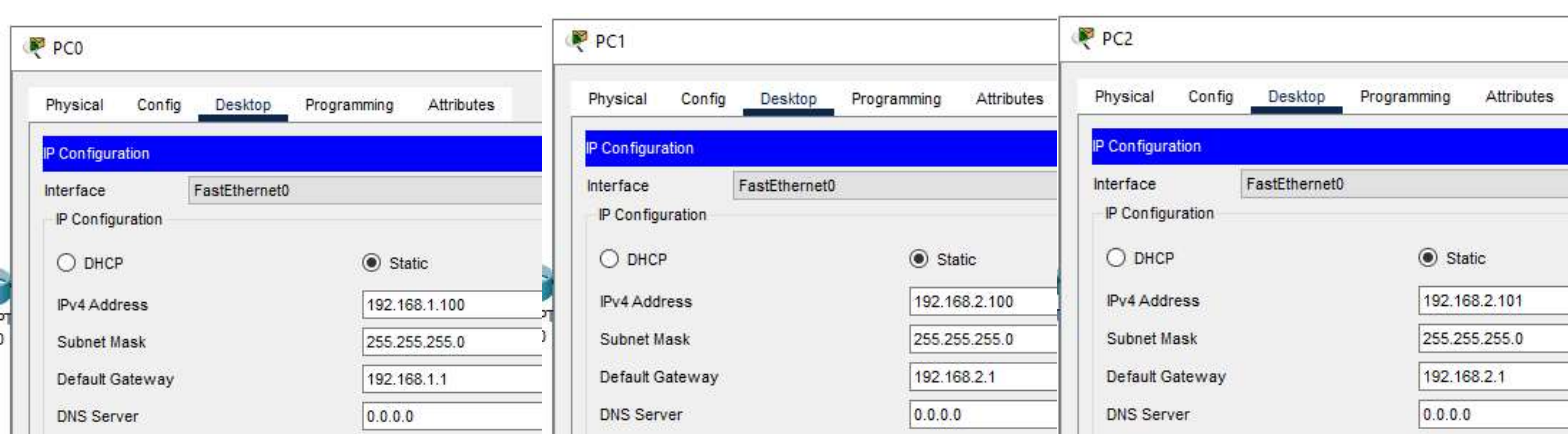 PC0
Physical Config Desktop Programming Attributes
IP Configuration
Interface FastEthernet0
IP Configuration
DHCP Static
IPv4 Address 192.168.1.100
Subnet Mask 255.255.255.0
Default Gateway 192.168.1.1
DNS Server 0.0.0.0
PC1
Physical Config Desktop Programming Attributes
IP Configuration
Interface FastEthernet0
IP Configuration
DHCP Static
IPv4 Address 192.168.2.100
Subnet Mask 255.255.255.0
Default Gateway 192.168.2.1
DNS Server 0.0.0.0
PC2
Physical Config Desktop Programming Attributes
IP Configuration
Interface FastEthernet0
IP Configuration
DHCP Static
IPv4 Address 192.168.2.101
Subnet Mask 255.255.255.0
Default Gateway 192.168.2.1
DNS Server 0.0.0.0